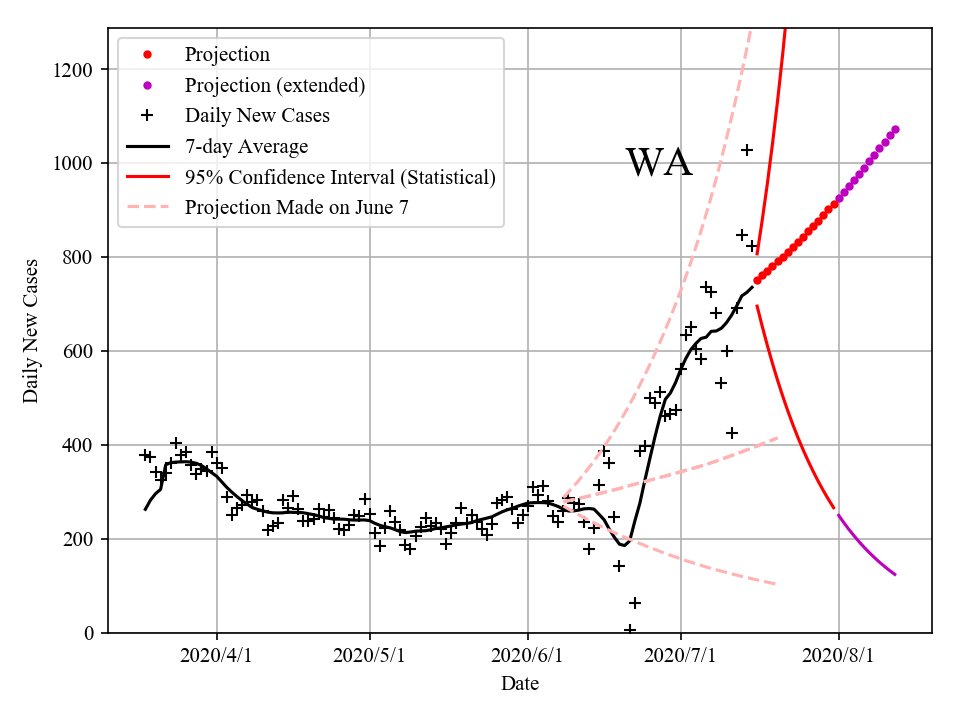 1200
1000
800
600
400
200
0
Daily New Cases
Projection
Projection (extended)
Daily New Cases
7-day Average
95% Confidence Interval (Statistical)
Projection Made on June 7
WA
2020/4/1 2020/5/1 2020/6/1 2020/7/1 2020/8/1
Date